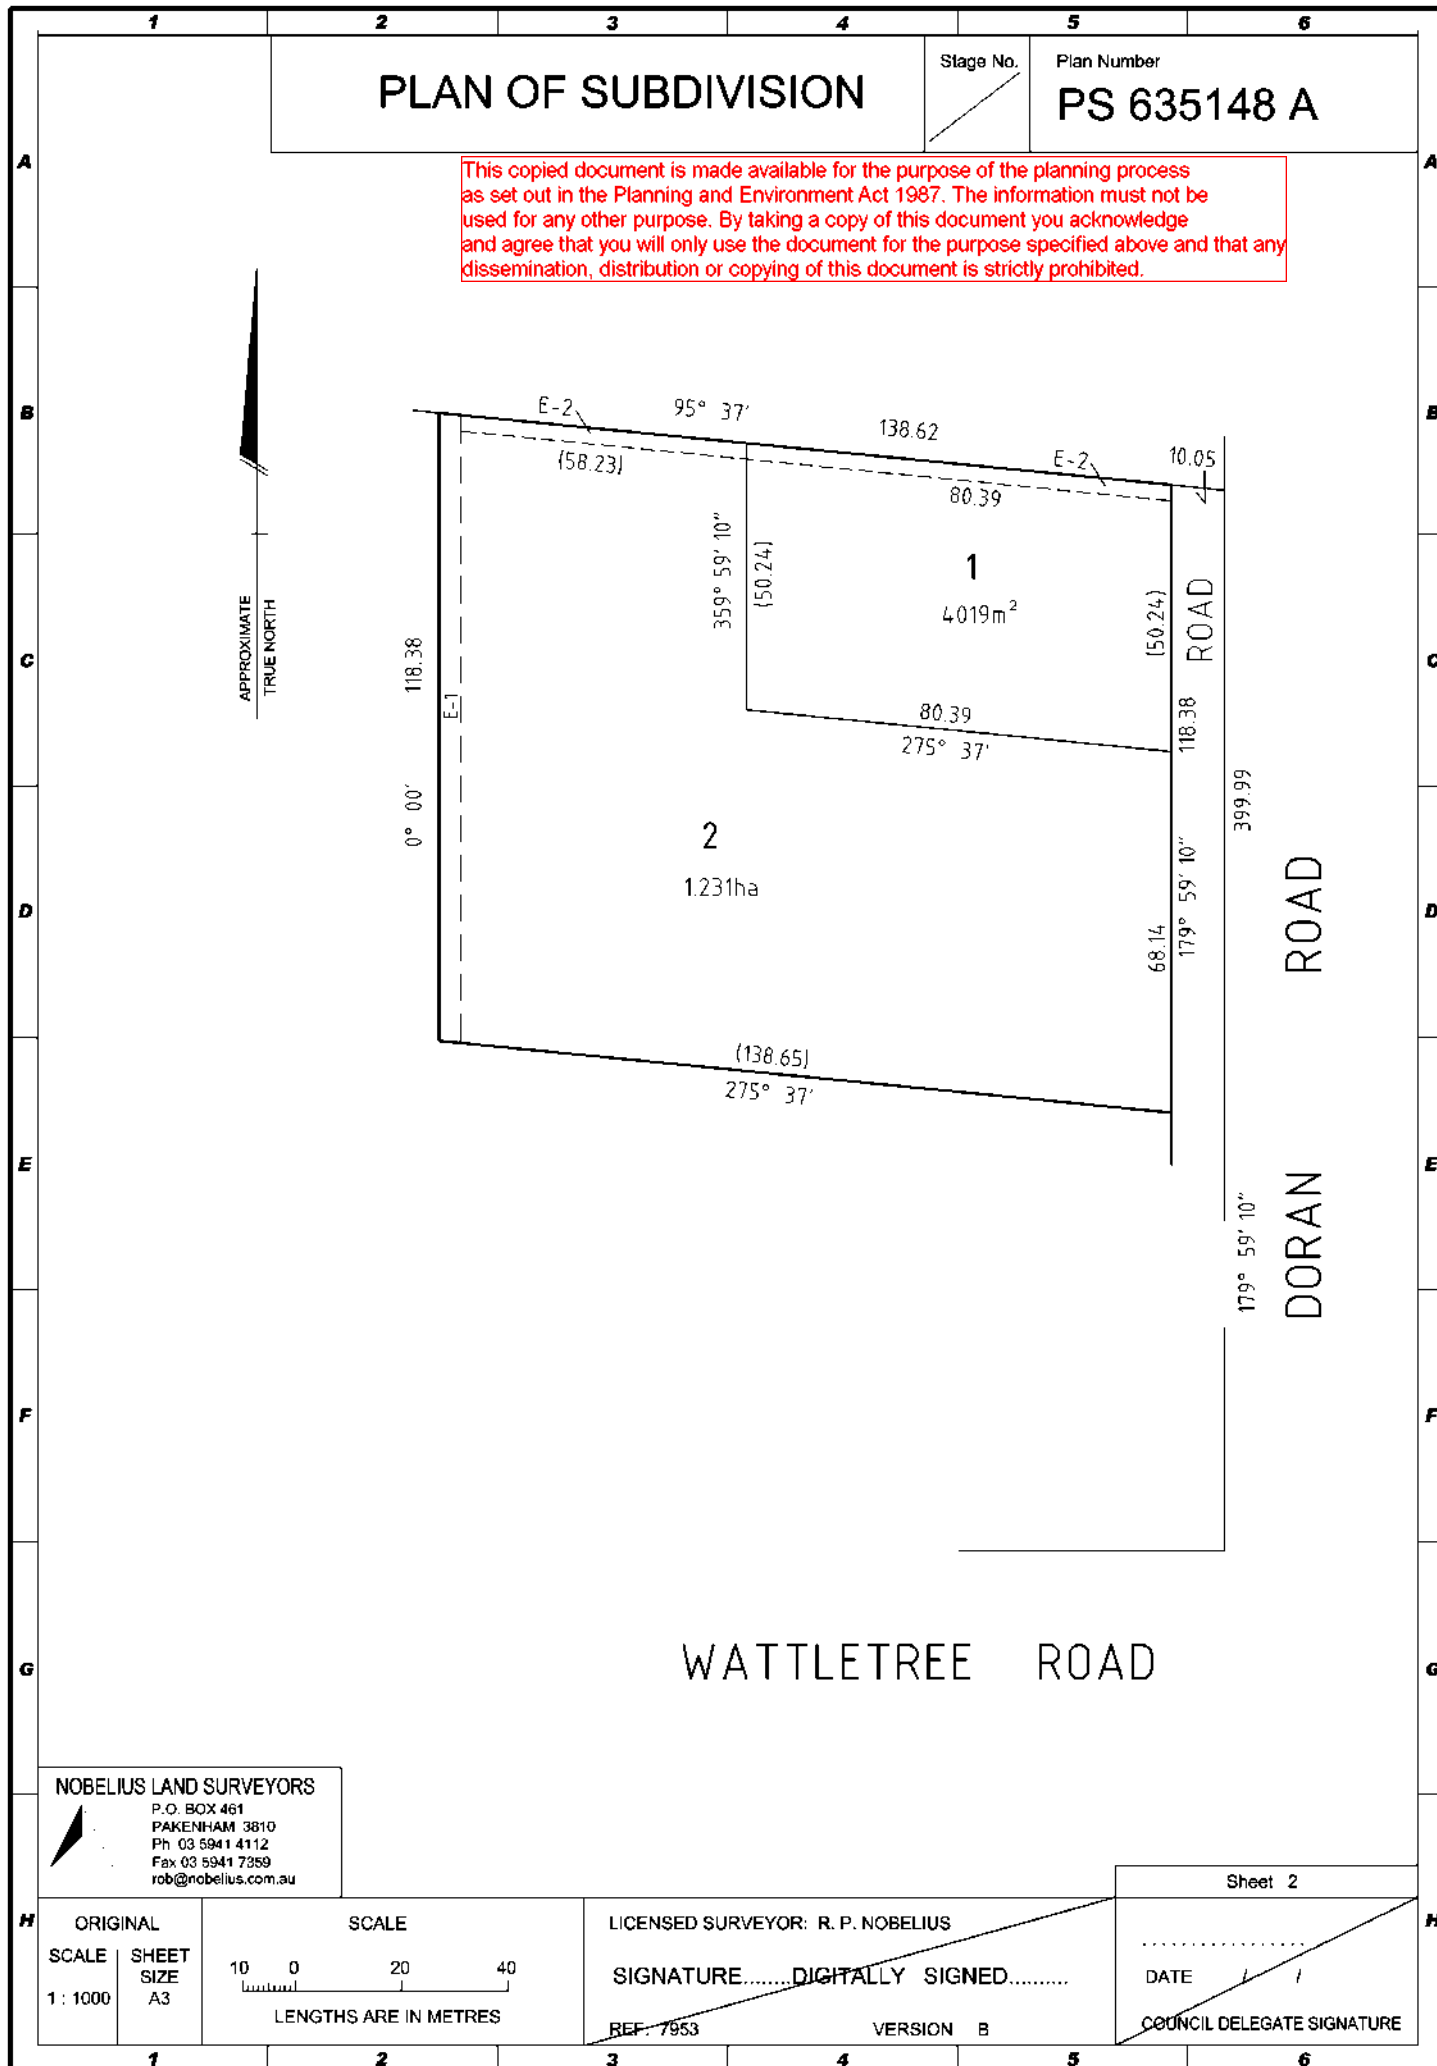 1 2 3 4 5 6
PLAN OF SUBDIVISION
Stage No.
Plan Number
PS 635148 A
A A
This copied document is made available for the purpose of the planning process
as set out in the Planning and Environment Act 1987. The information must not be
used for any other purpose. By taking a copy of this document you acknowledge
and agree that you will only use the document for the purpose specified above and that any
dissemination, distribution or copying of this document is strictly prohibited.
B B
E-2
95° 37'
138.62
E-2
10.05
(58.23)
80.39
359° 59' 10"
(50.24)
1
4019m²
(50.24)
ROAD
APPROXIMATE
TRUE NORTH
C C
118.38
E-1
80.39
275° 37'
118.38
399.99
0° 00'
2
1.231ha
179° 59' 10"
68.14
ROAD
D D
(138.65)
275° 37'
E E
179° 59' 10"
DORAN
F F
WATTLETREE ROAD
G G
NOBELIUS LAND SURVEYORS
P.O. BOX 461
PAKENHAM 3810
Ph 03 5941 4112
Fax 03 5941 7359
rob@nobelius.com.au
Sheet 2
H H
ORIGINAL
SCALE
1 : 1000
SHEET
SIZE
A3
SCALE
10 0 20 40
LENGTHS ARE IN METRES
LICENSED SURVEYOR: R. P. NOBELIUS
SIGNATURE........DIGITALLY SIGNED..........
REF: 7953 VERSION B
...............
DATE / /
COUNCIL DELEGATE SIGNATURE
1 2 3 4 5 6